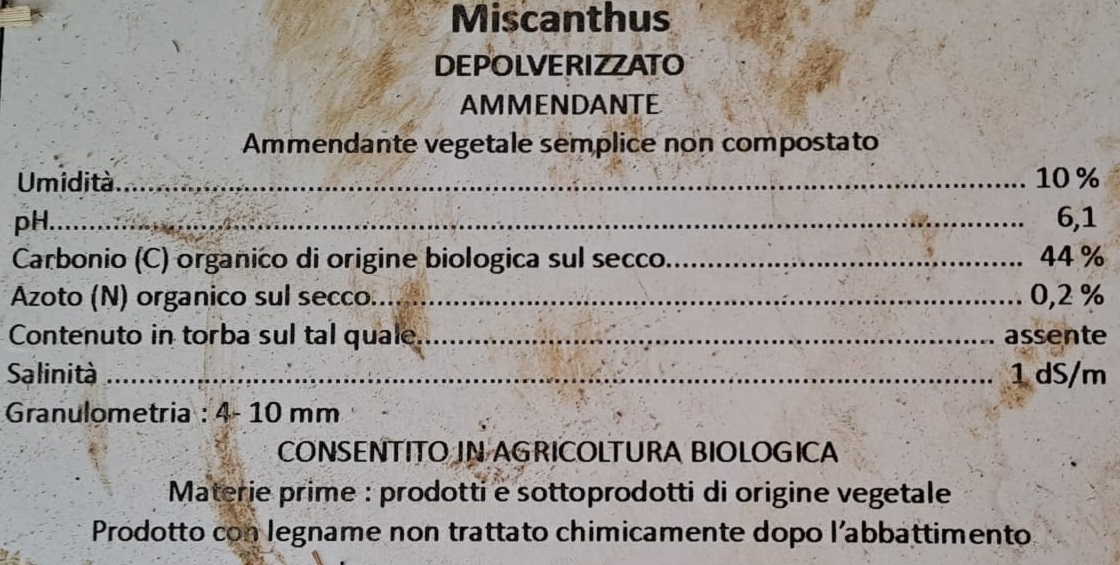 Miscanthus
DEPOLVERIZZATO
AMMENDANTE
Ammendante vegetale semplice non compostato
Umidità........................................................................ 10 %
pH........................................................................ 6,1
Carbonio (C) organico di origine biologica sul secco........................................ 44 %
Azoto (N) organico sul secco............................................................ 0,2 %
Contenuto in torba sul tal quale........................................................ assente
Salinità ........................................................................ 1 dS/m
Granulometria : 4- 10 mm
CONSENTITO IN AGRICOLTURA BIOLOGICA
Materie prime : prodotti e sottoprodotti di origine vegetale
Prodotto con legname non trattato chimicamente dopo l'abbattimento